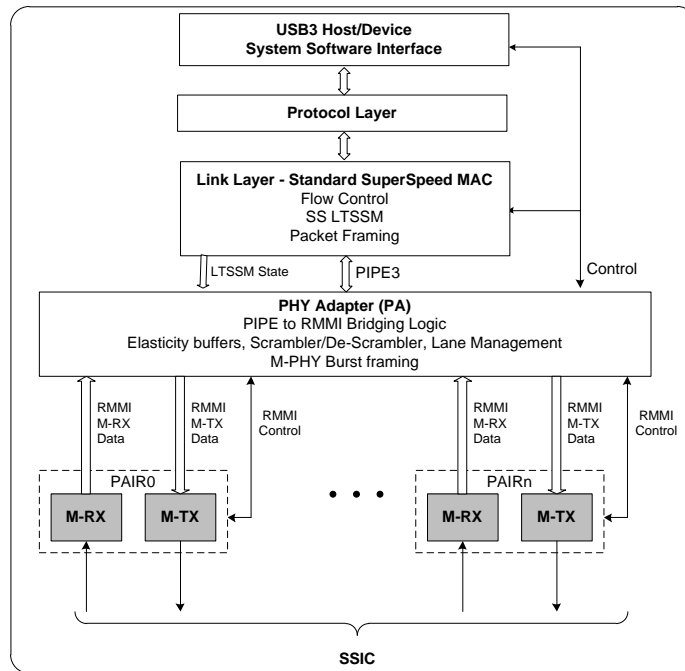 USB3 Host/Device
System Software Interface
Protocol Layer
Link Layer - Standard SuperSpeed MAC
Flow Control
SS LTSSM
Packet Framing
LTSSM State
PIPE3
Control
PHY Adapter (PA)
PIPE to RMMI Bridging Logic
Elasticity buffers, Scrambler/De-Scrambler, Lane Management
M-PHY Burst framing
RMMI
M-RX
Data
RMMI
M-TX
Data
RMMI
Control
RMMI
M-RX
Data
RMMI
M-TX
Data
RMMI
Control
PAIR0
M-RX
M-TX
• • •
PAIRn
M-RX
M-TX
SSIC